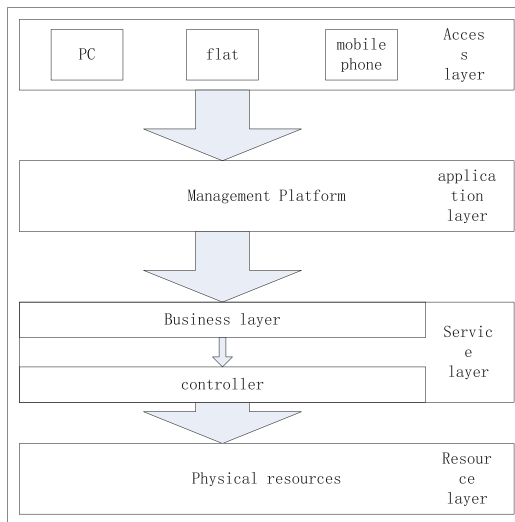 PC
flat
mobile
phone
Acces
s
layer
Management Platform
applica
tion
layer
Business layer
controller
Servic
e
layer
Physical resources
Resour
ce
layer